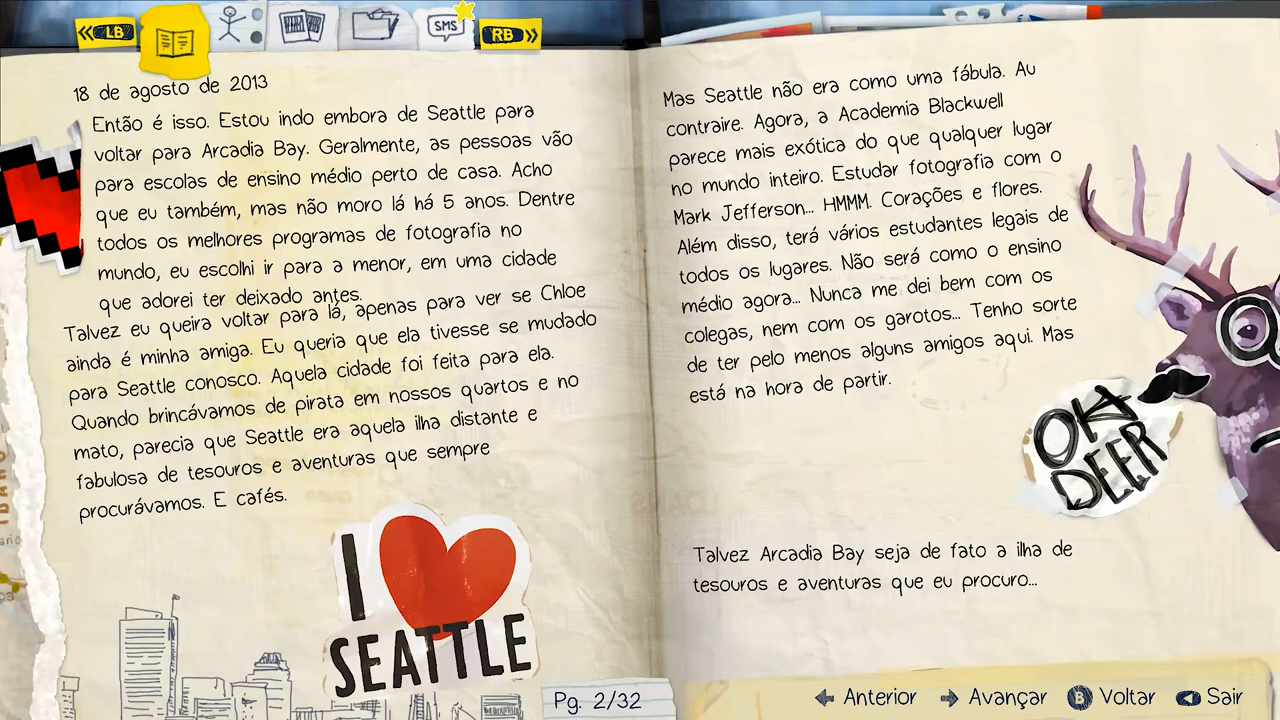 LB
SMS
RB
18 de agosto de 2013
Então é isso. Estou indo embora de Seattle para
voltar para Arcadia Bay. Geralmente, as pessoas vão
para escolas de ensino médio perto de casa. Acho
que eu também, mas não moro lá há 5 anos. Dentre
todos os melhores programas de fotografia no
mundo, eu escolhi ir para a menor, em uma cidade
que adorei ter deixado antes.
Talvez eu queira voltar para lá, apenas para ver se Chloe
ainda é minha amiga. Eu queria que ela tivesse se mudado
para Seattle conosco. Aquela cidade foi feita para ela.
Quando brincávamos de pirata em nossos quartos e no
mato, parecia que Seattle era aquela ilha distante e
fabulosa de tesouros e aventuras que sempre
procurávamos. E cafés.
I
SEATTLE
Mas Seattle não era como uma fábula. Au
contraire. Agora, a Academia Blackwell
parece mais exótica do que qualquer lugar
no mundo inteiro. Estudar fotografia com o
Mark Jefferson... HMMM. Corações e flores.
Além disso, terá vários estudantes legais de
todos os lugares. Não será como o ensino
médio agora... Nunca me dei bem com os
colegas, nem com os garotos... Tenho sorte
de ter pelo menos alguns amigos aqui. Mas
está na hora de partir.
OH
DEER
Talvez Arcadia Bay seja de fato a ilha de
tesouros e aventuras que eu procuro...
Pg. 2/32
Anterior
Avançar
B Voltar
Sair